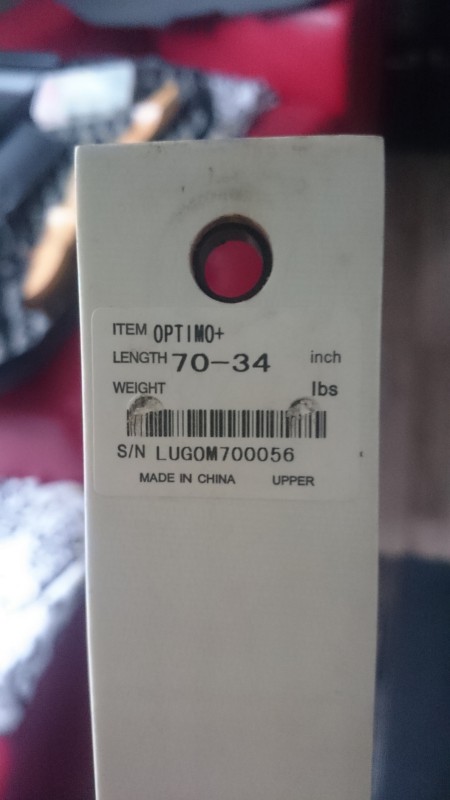 ITEM OPTIMO+
LENGTH 70-34 inch
WEIGHT lbs
S/N LUGOM700056
MADE IN CHINA UPPER